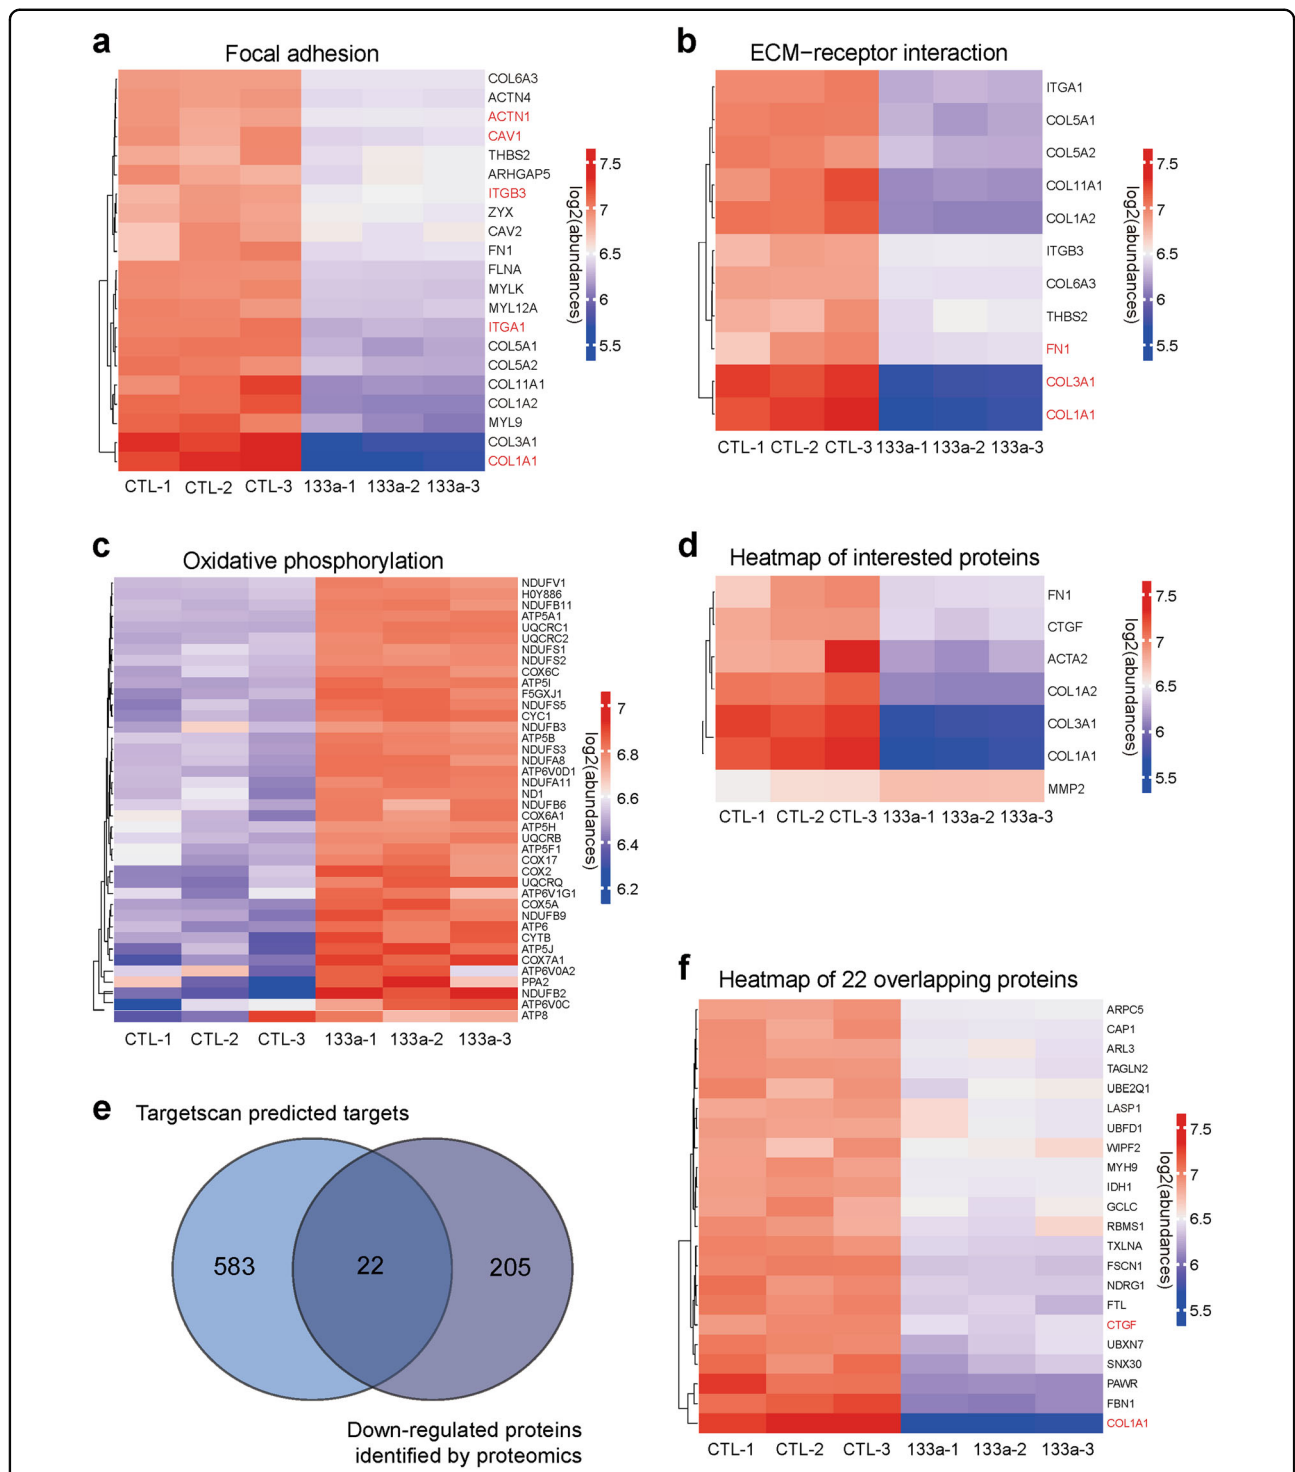 a
Focal adhesion
COL6A3
ACTN4
ACTN1
CAV1
THBS2
ARHGAP5
ITGB3
ZYX
CAV2
FN1
FLNA
MYLK
MYL12A
ITGA1
COL5A1
COL5A2
COL11A1
COL1A2
MYL9
COL3A1
COL1A1
CTL-1 CTL-2 CTL-3 133a-1 133a-2 133a-3
7.5
7
6.5
6
5.5
log2(abundances)
b
ECM−receptor interaction
ITGA1
COL5A1
COL5A2
COL11A1
COL1A2
ITGB3
COL6A3
THBS2
FN1
COL3A1
COL1A1
CTL-1 CTL-2 CTL-3 133a-1 133a-2 133a-3
7.5
7
6.5
6
5.5
log2(abundances)
c
Oxidative phosphorylation
NDUFV1
H0Y886
NDUFB11
ATP5A1
UQCRC1
UQCRC2
NDUFS1
NDUFS2
COX6C
ATP5I
F5GXJ1
NDUFS5
CYC1
NDUFB3
ATP5B
NDUFS3
NDUFA8
ATP6V0D1
NDUFA11
ND1
NDUFB6
COX6A1
ATP5H
UQCRB
ATP5F1
COX17
COX2
UQCRQ
ATP6V1G1
COX5A
NDUFB9
ATP6
CYTB
ATP5J
COX7A1
ATP6V0A2
PPA2
NDUFB2
ATP6V0C
ATP8
CTL-1 CTL-2 CTL-3 133a-1 133a-2 133a-3
7
6.8
6.6
6.4
6.2
log2(abundances)
d
Heatmap of interested proteins
FN1
CTGF
ACTA2
COL1A2
COL3A1
COL1A1
MMP2
CTL-1 CTL-2 CTL-3 133a-1 133a-2 133a-3
7.5
7
6.5
6
5.5
log2(abundances)
e
Targetscan predicted targets
583
22
205
Down-regulated proteins
identified by proteomics
f
Heatmap of 22 overlapping proteins
ARPC5
CAP1
ARL3
TAGLN2
UBE2Q1
LASP1
UBFD1
WIPF2
MYH9
IDH1
GCLC
RBMS1
TXLNA
FSCN1
NDRG1
FTL
CTGF
UBXN7
SNX30
PAWR
FBN1
COL1A1
CTL-1 CTL-2 CTL-3 133a-1 133a-2 133a-3
7.5
7
6.5
6
5.5
log2(abundances)